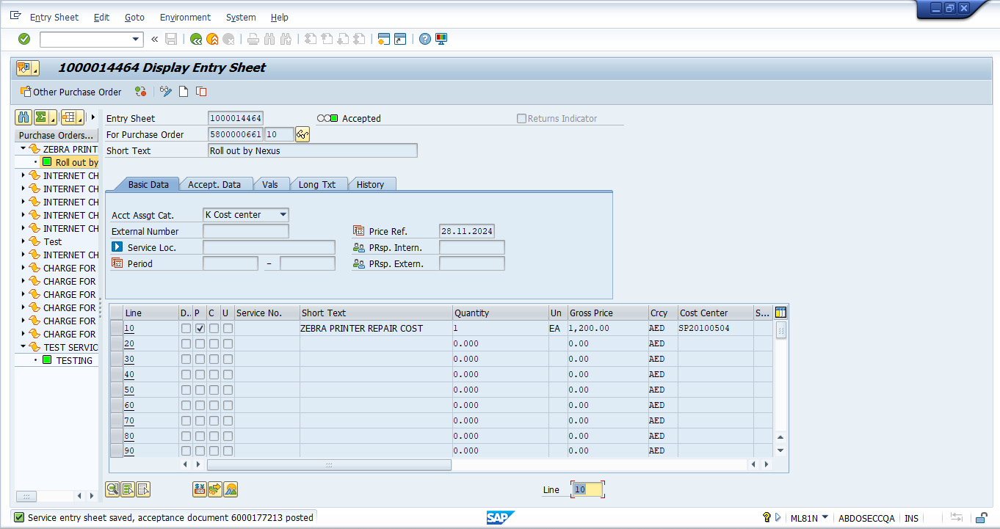 Entry Sheet Edit Goto Environment System Help
1000014464 Display Entry Sheet
Other Purchase Order
Entry Sheet 1000014464 Accepted Returns Indicator
For Purchase Order 5800000661 10
Short Text Roll out by Nexus
Purchase Orders...
ZEBRA PRINT
Roll out by
INTERNET CH
INTERNET CH
INTERNET CH
INTERNET CH
INTERNET CH
Test
INTERNET CH
CHARGE FOR
CHARGE FOR
CHARGE FOR
CHARGE FOR
CHARGE FOR
CHARGE FOR
TEST SERVIC
TESTING
Basic Data Accept. Data Vals Long Txt History
Acct Assgt Cat. K Cost center
External Number Price Ref. 28.11.2024
Service Loc. PRsp. Intern.
Period – PRsp. Extern.
Line D.. P C U Service No. Short Text Quantity Un Gross Price Crcy Cost Center S...
10 ZEBRA PRINTER REPAIR COST 1 EA 1,200.00 AED SP20100504
20 0.000 0.00 AED
30 0.000 0.00 AED
40 0.000 0.00 AED
50 0.000 0.00 AED
60 0.000 0.00 AED
70 0.000 0.00 AED
80 0.000 0.00 AED
90 0.000 0.00 AED
Line 10
Service entry sheet saved, acceptance document 6000177213 posted SAP ML81N ABDOSECCQA INS